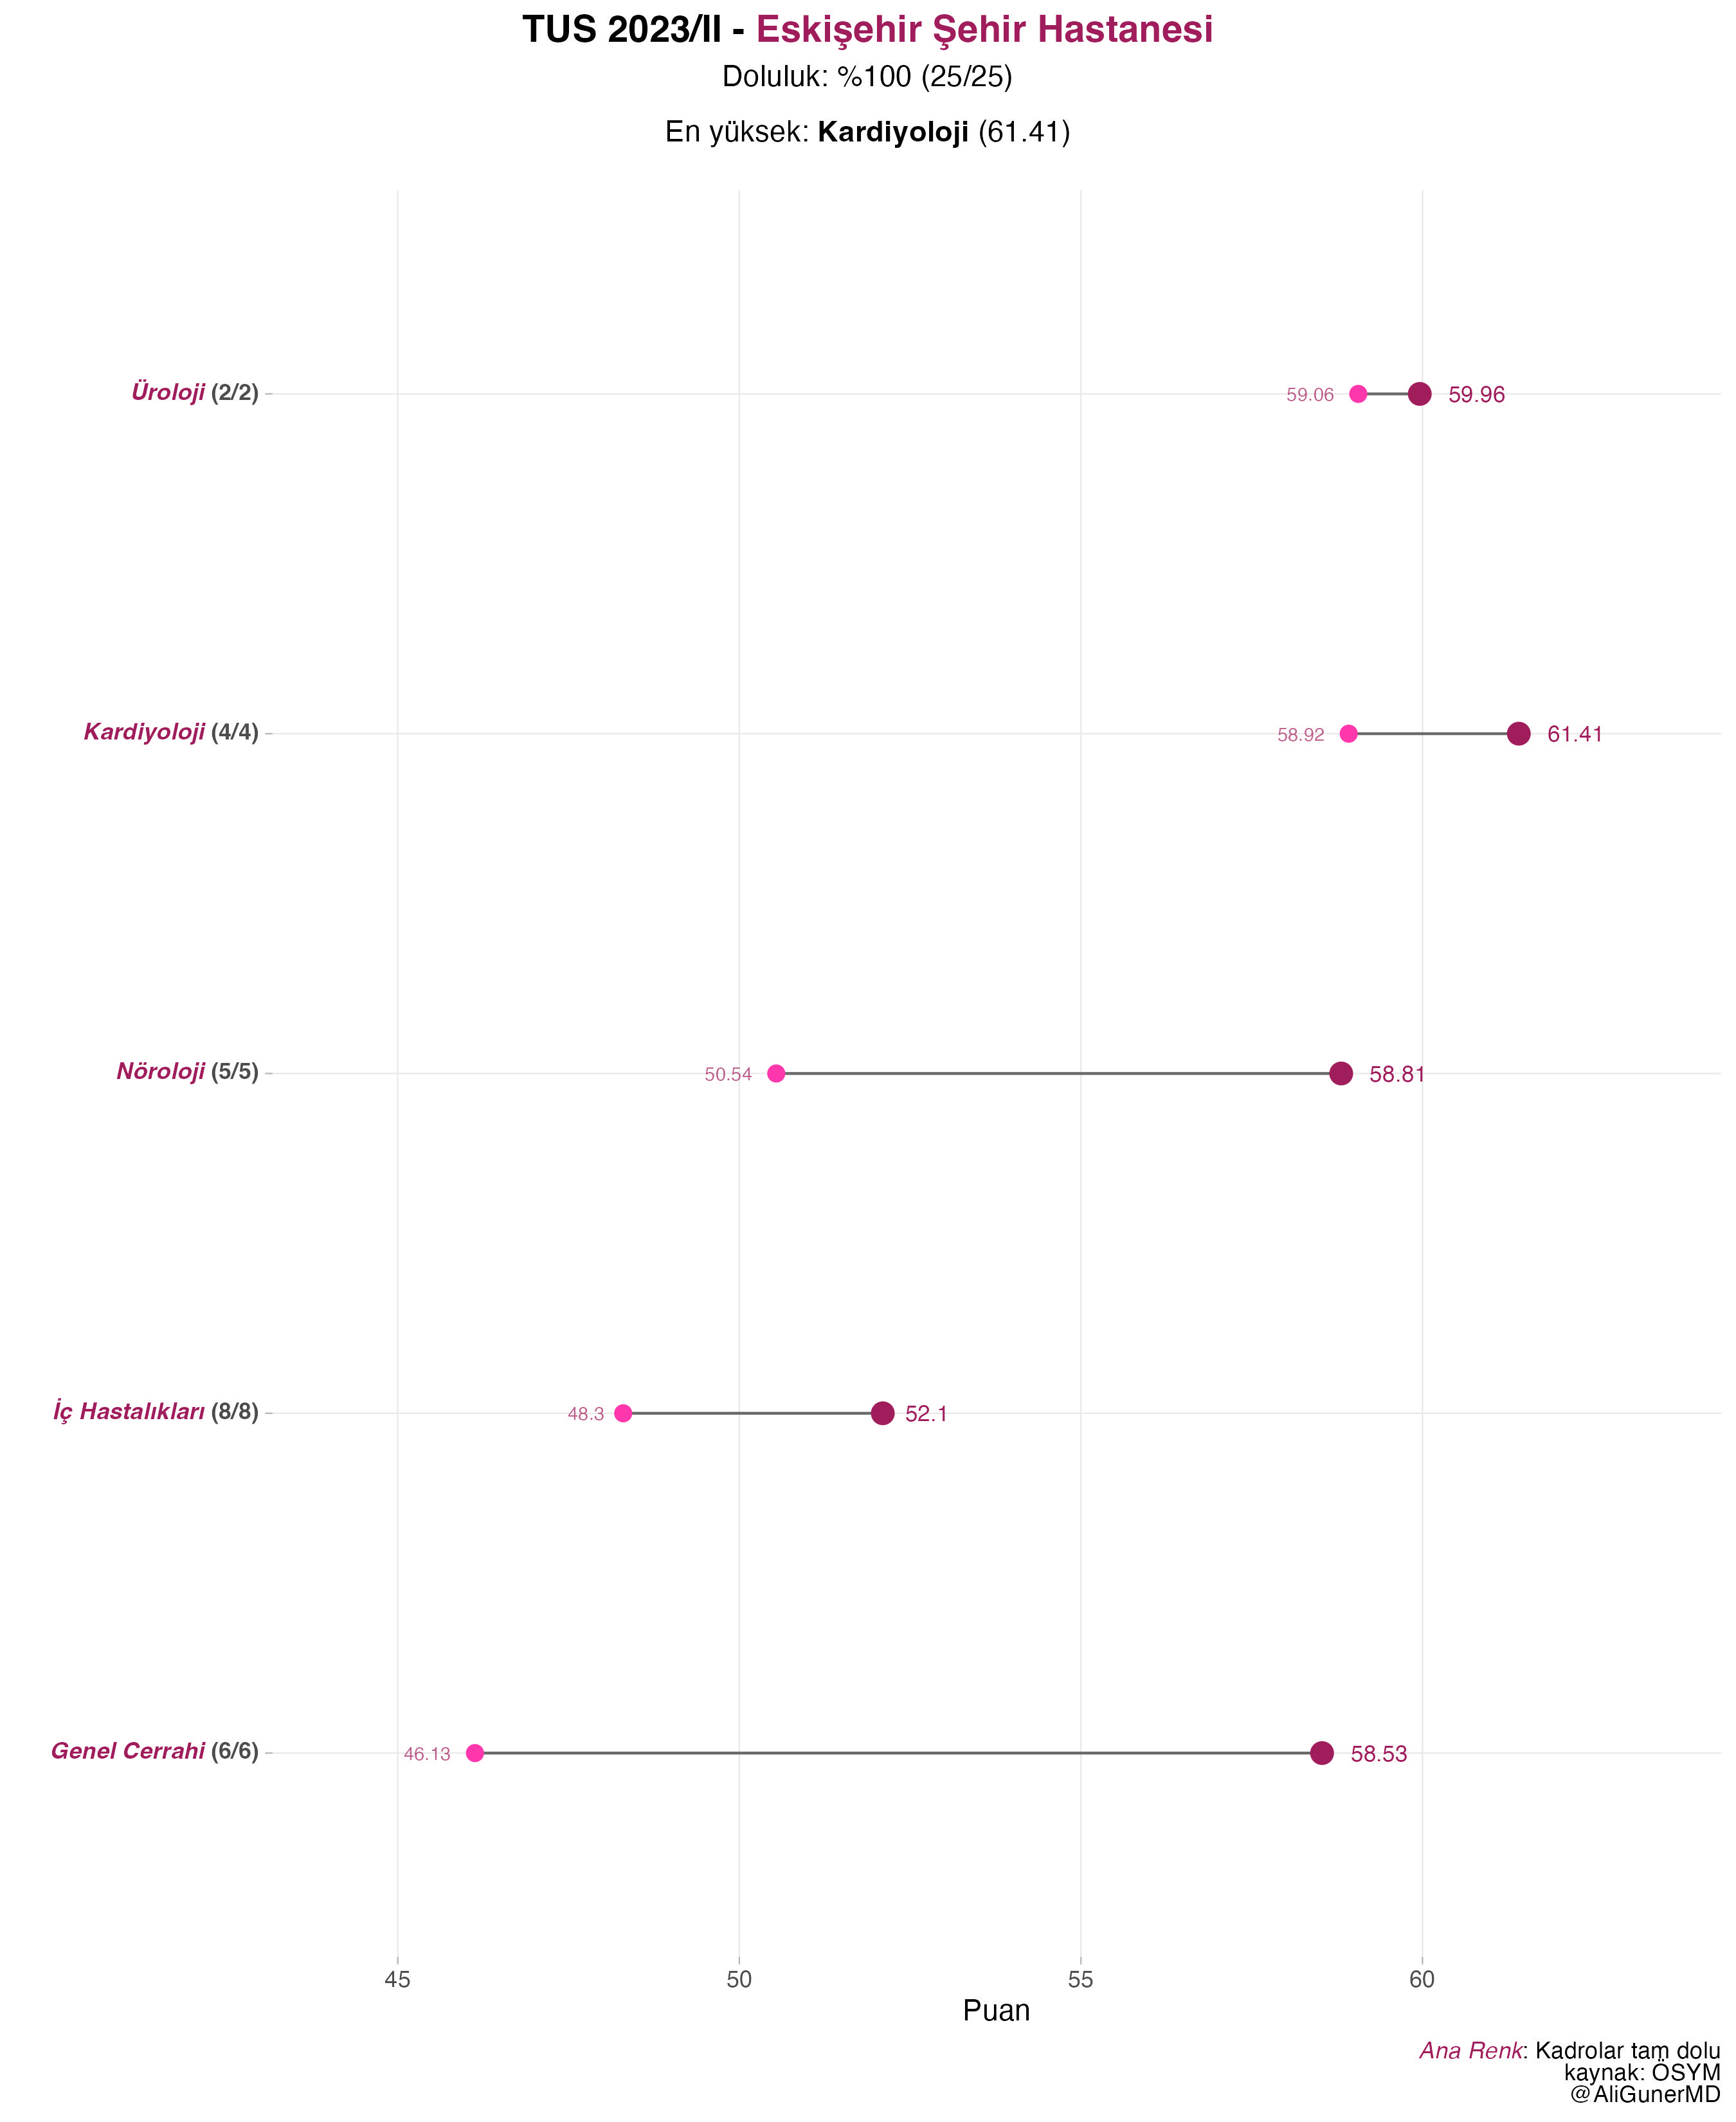 TUS 2023/II - Eskişehir Şehir Hastanesi
Doluluk: %100 (25/25)
En yüksek: Kardiyoloji (61.41)
Üroloji (2/2) 59.06 59.96
Kardiyoloji (4/4) 58.92 61.41
Nöroloji (5/5) 50.54 58.81
İç Hastalıkları (8/8) 48.3 52.1
Genel Cerrahi (6/6) 46.13 58.53
45 50 55 60
Puan
Ana Renk: Kadrolar tam dolu
kaynak: ÖSYM
@AliGunerMD